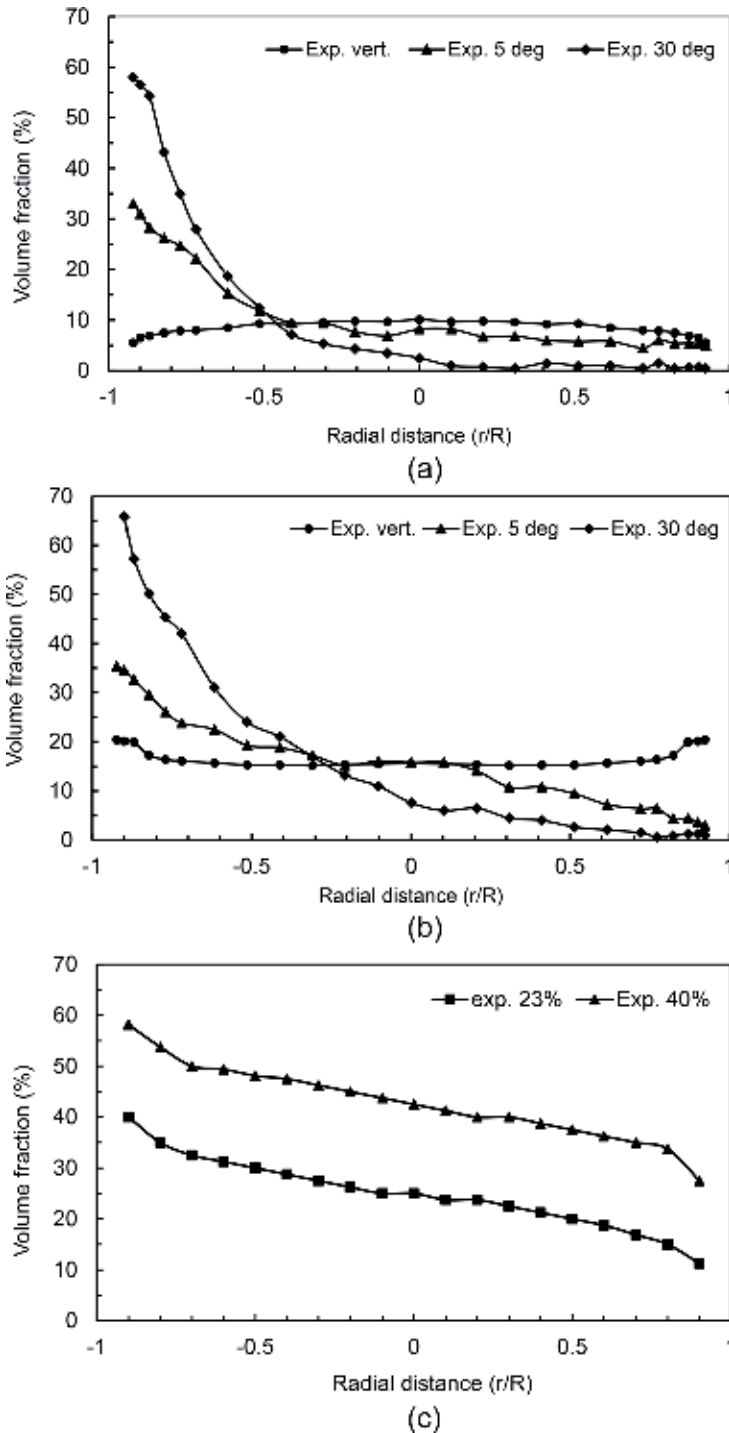 70
Exp. vert. Exp. 5 deg Exp. 30 deg
60
50
40
30
20
10
0
Volume fraction (%)
-1 -0.5 0 0.5 1
Radial distance (r/R)
(a)
70
Exp. vert. Exp. 5 deg Exp. 30 deg
60
50
40
30
20
10
0
Volume fraction (%)
-1 -0.5 0 0.5 1
Radial distance (r/R)
(b)
70
exp. 23% Exp. 40%
60
50
40
30
20
10
0
Volume fraction (%)
-1 -0.5 0 0.5 1
Radial distance (r/R)
(c)